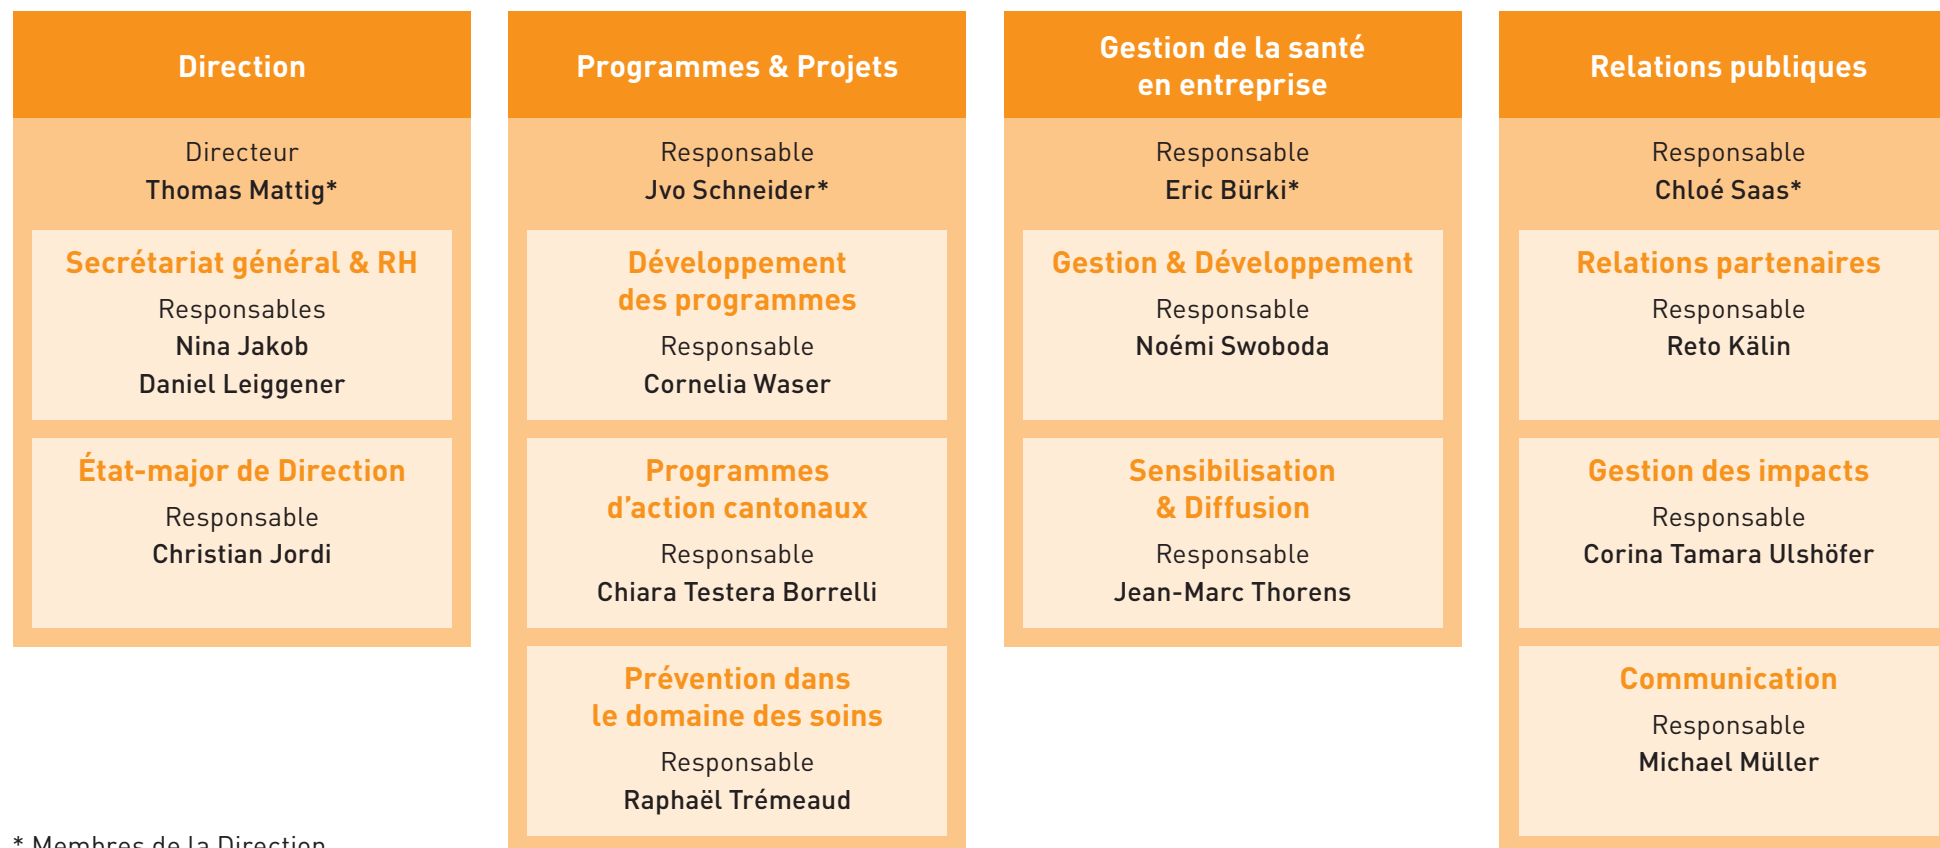 Direction
Directeur
Thomas Mattig*
Secrétariat général & RH
Responsables
Nina Jakob
Daniel Leiggener
État-major de Direction
Responsable
Christian Jordi
Programmes & Projets
Responsable
Jvo Schneider*
Développement
des programmes
Responsable
Cornelia Waser
Programmes
d’action cantonaux
Responsable
Chiara Testera Borrelli
Prévention dans
le domaine des soins
Responsable
Raphaël Trémeaud
Gestion de la santé
en entreprise
Responsable
Eric Bürki*
Gestion & Développement
Responsable
Noémi Swoboda
Sensibilisation
& Diffusion
Responsable
Jean-Marc Thorens
Relations publiques
Responsable
Chloé Saas*
Relations partenaires
Responsable
Reto Kälin
Gestion des impacts
Responsable
Corina Tamara Ulshöfer
Communication
Responsable
Michael Müller
* Membres de la Direction